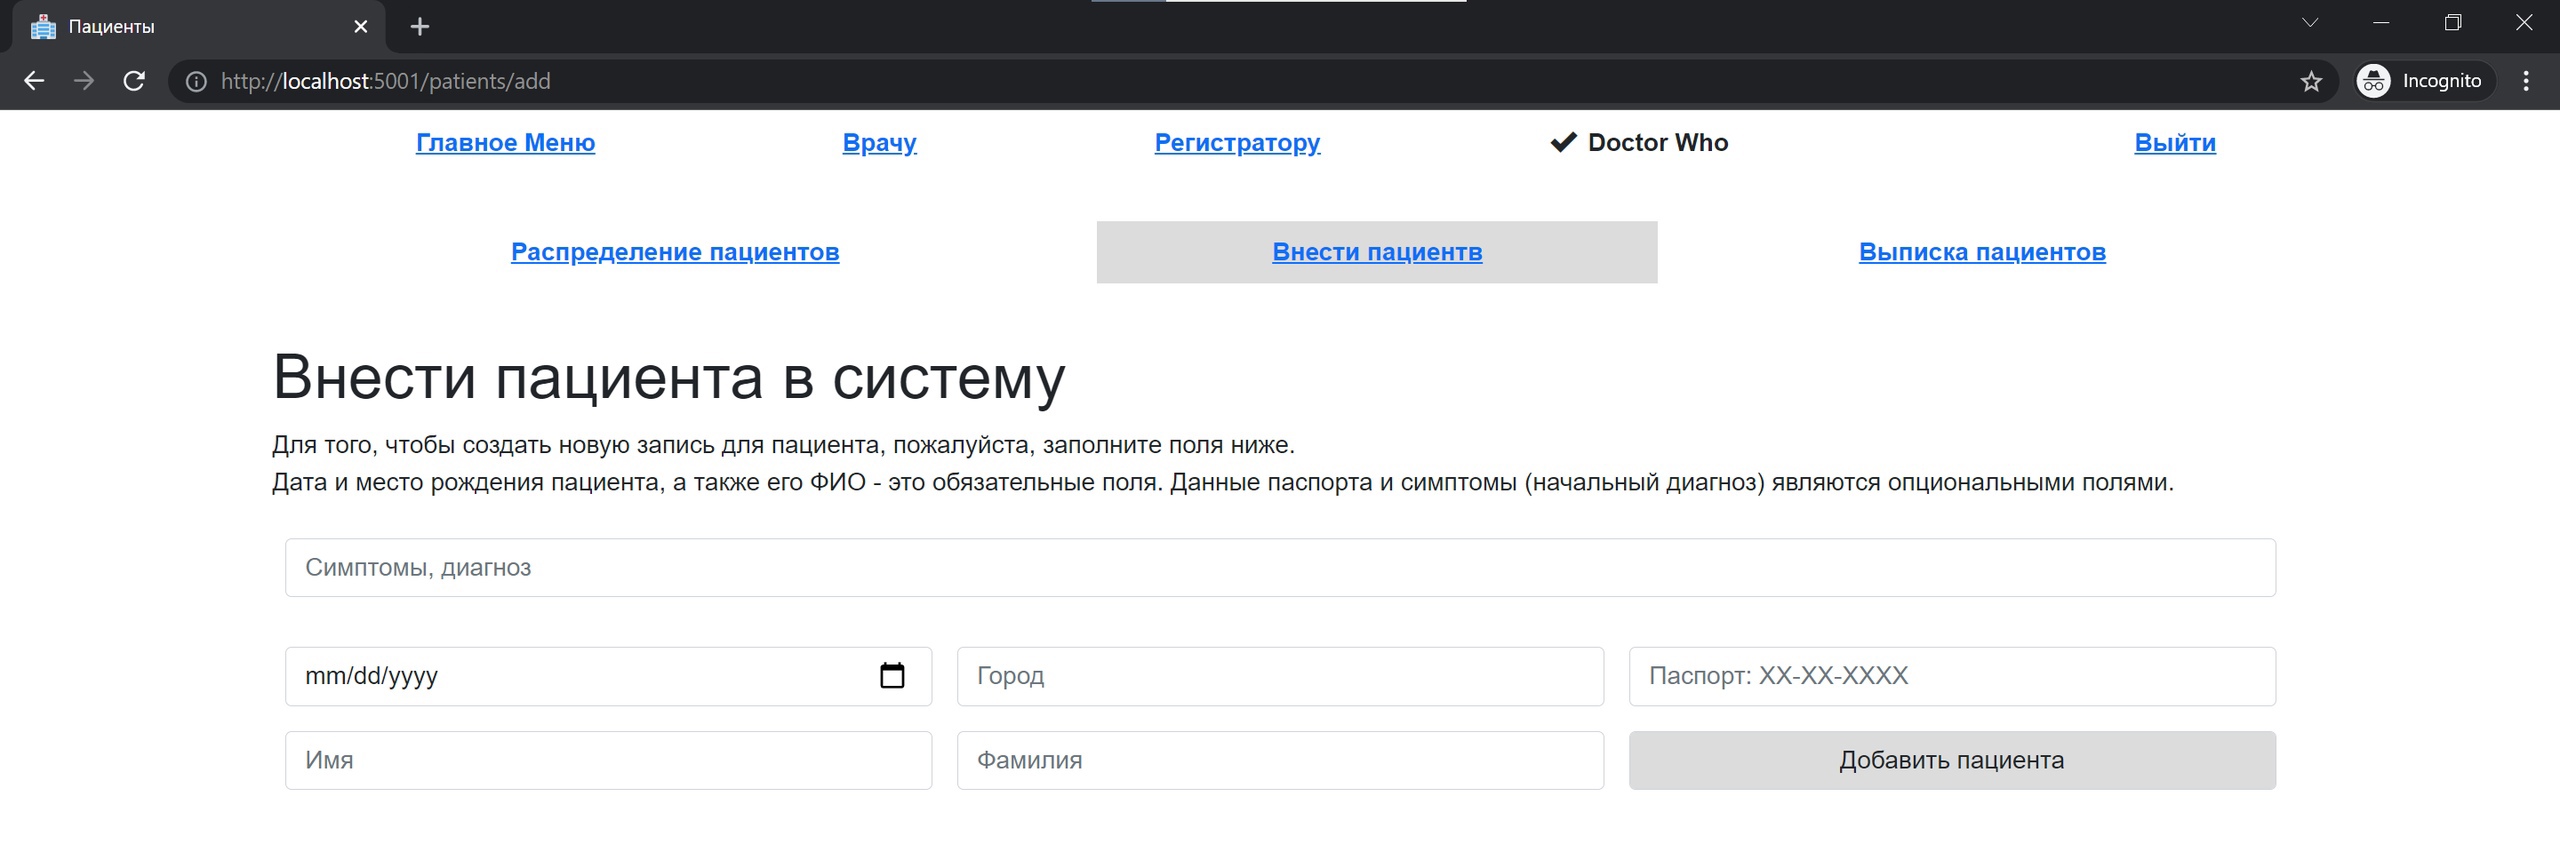 Пациенты
http://localhost:5001/patients/add
Incognito
Главное Меню Врачу Регистратору Doctor Who Выйти
Распределение пациентов Внести пациентв Выписка пациентов
Внести пациента в систему
Для того, чтобы создать новую запись для пациента, пожалуйста, заполните поля ниже.
Дата и место рождения пациента, а также его ФИО - это обязательные поля. Данные паспорта и симптомы (начальный диагноз) являются опциональными полями.
Симптомы, диагноз
mm/dd/yyyy Город Паспорт: XX-XX-XXXX
Имя Фамилия Добавить пациента